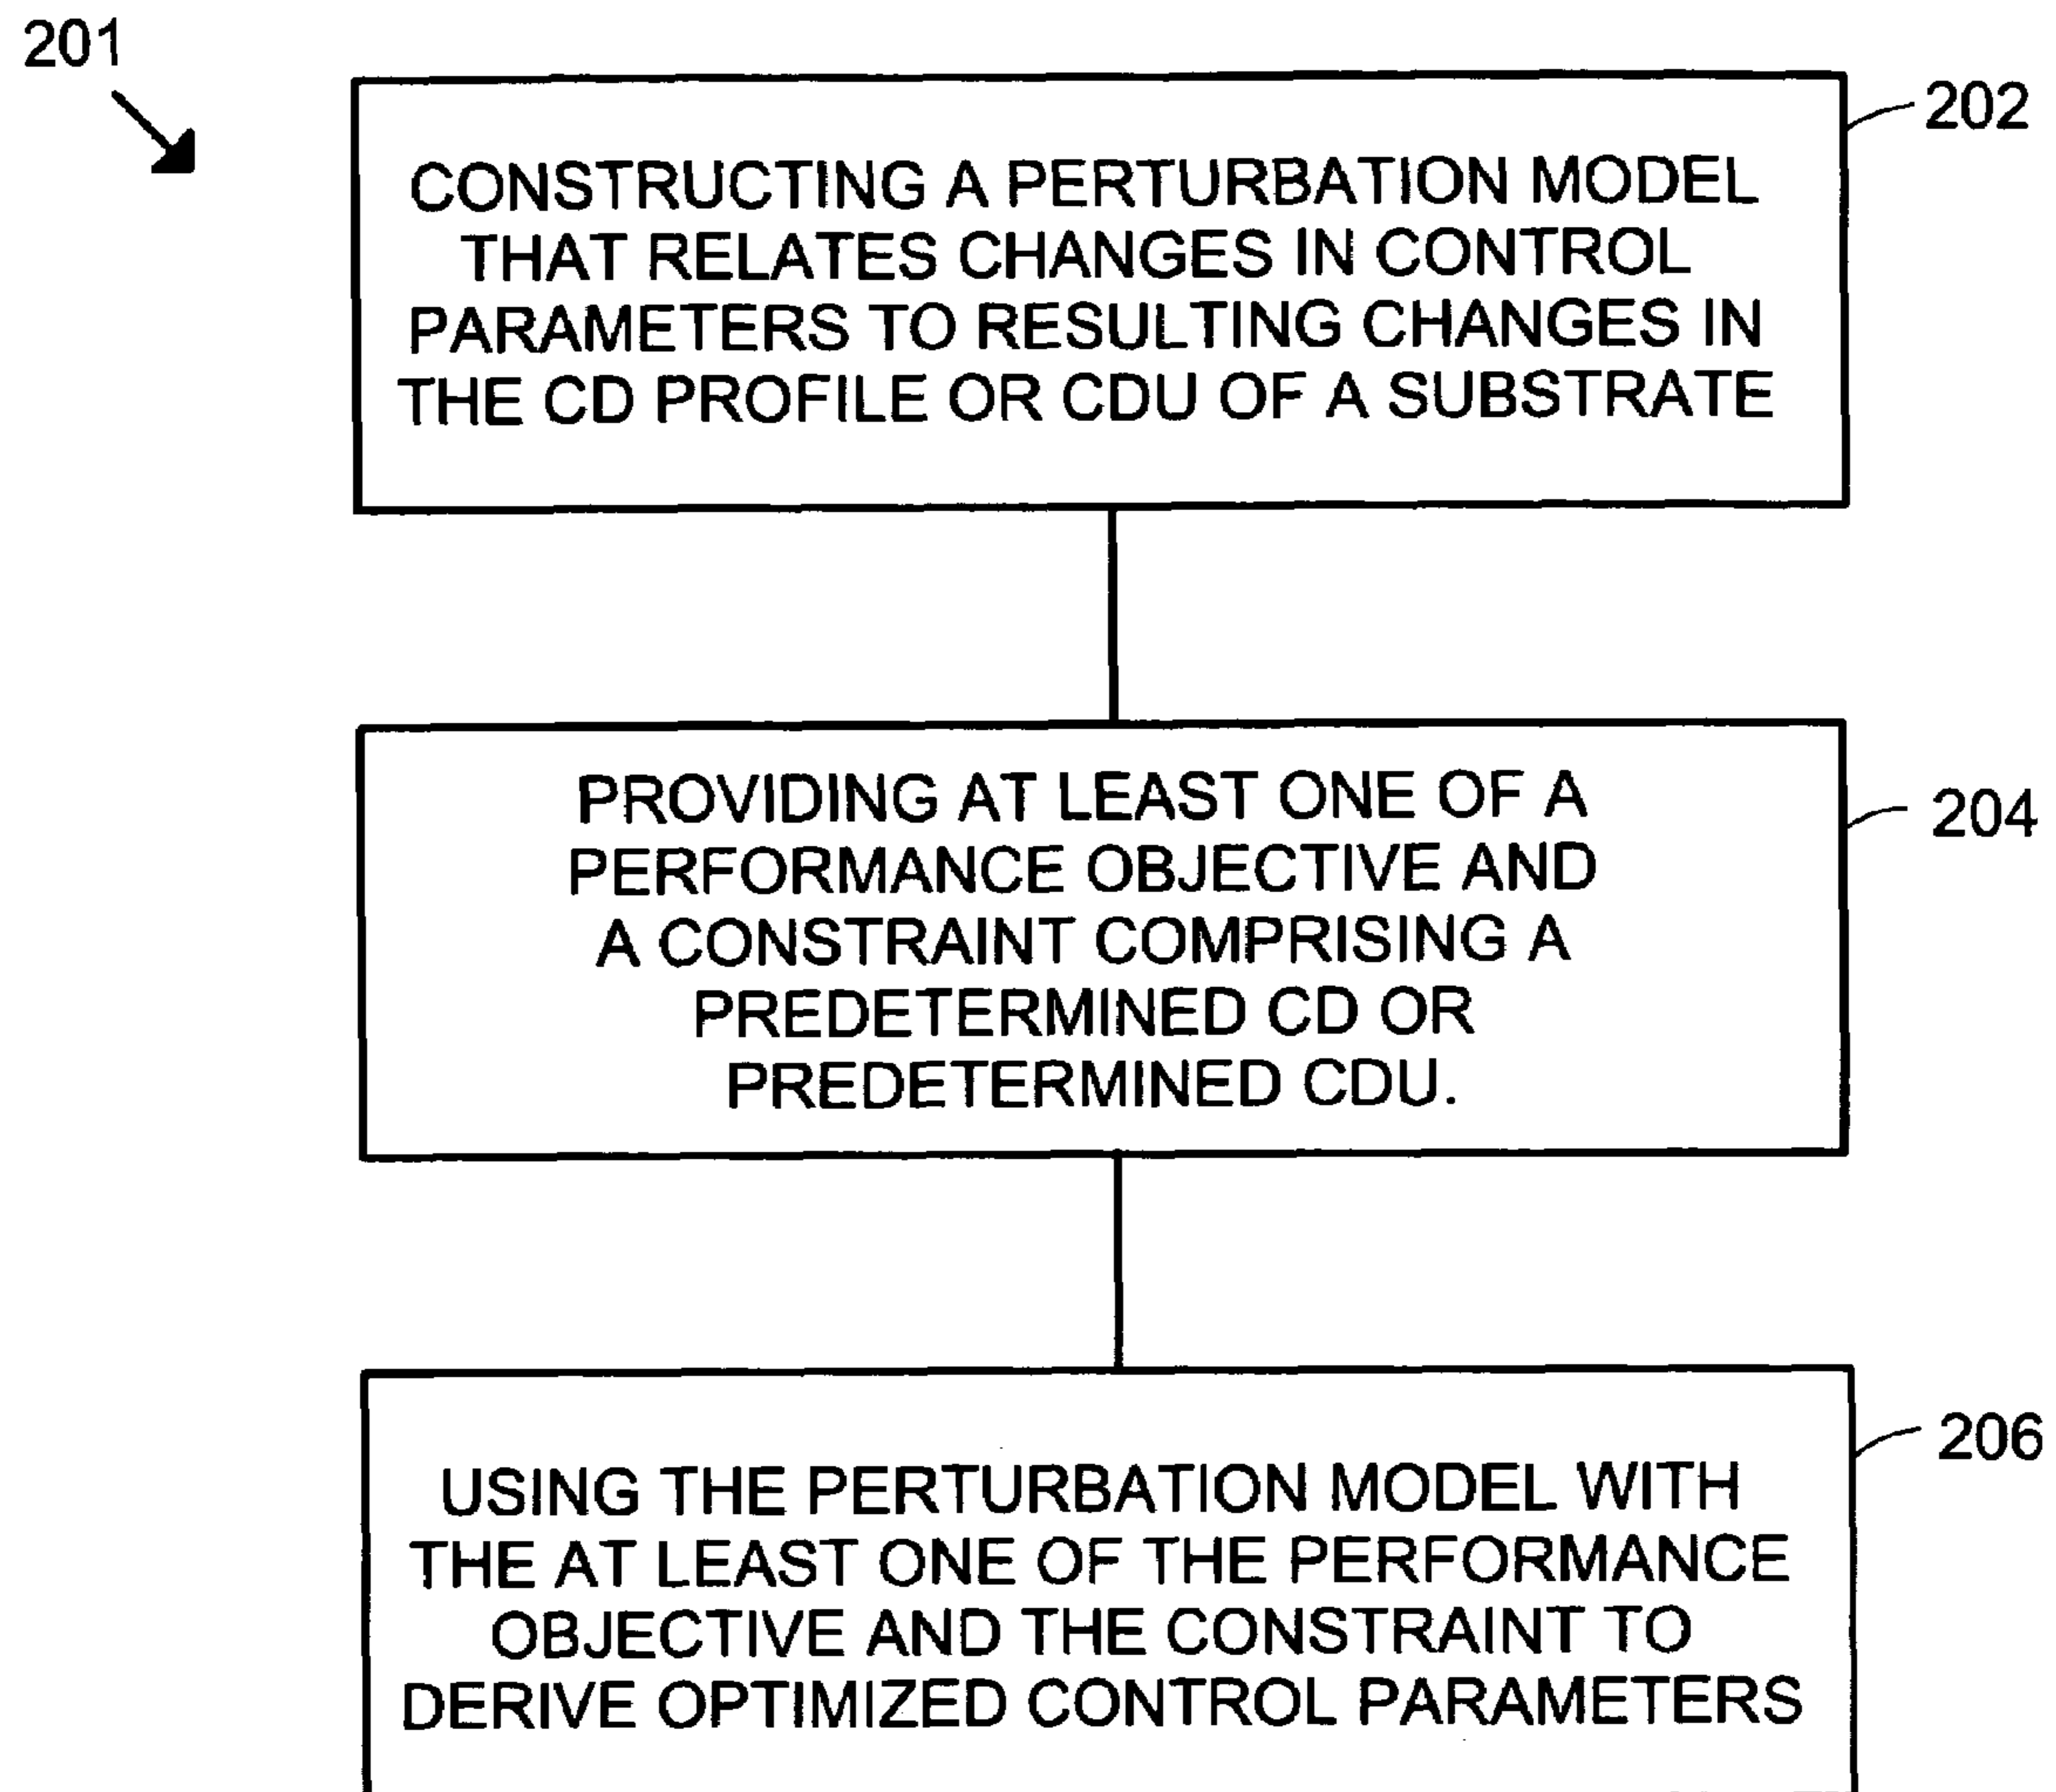 201
202
CONSTRUCTING A PERTURBATION MODEL
THAT RELATES CHANGES IN CONTROL
PARAMETERS TO RESULTING CHANGES IN
THE CD PROFILE OR CDU OF A SUBSTRATE
204
PROVIDING AT LEAST ONE OF A
PERFORMANCE OBJECTIVE AND
A CONSTRAINT COMPRISING A
PREDETERMINED CD OR
PREDETERMINED CDU.
206
USING THE PERTURBATION MODEL WITH
THE AT LEAST ONE OF THE PERFORMANCE
OBJECTIVE AND THE CONSTRAINT TO
DERIVE OPTIMIZED CONTROL PARAMETERS